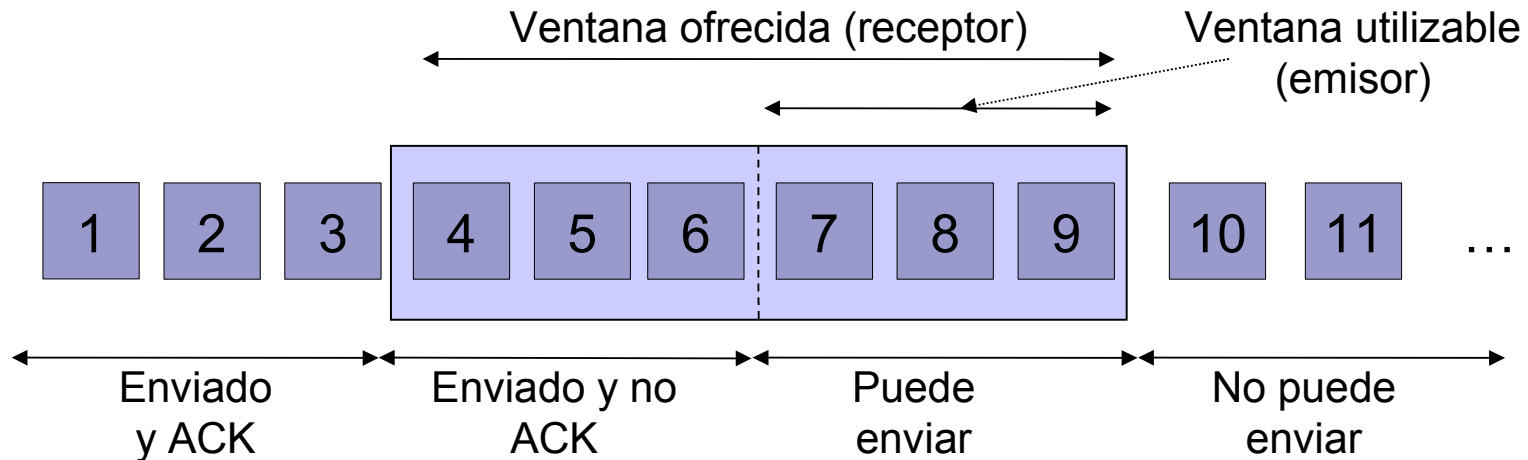 Ventana ofrecida (receptor)
Ventana utilizable
(emisor)
1 2 3 4 5 6 7 8 9 10 11 ...
Enviado
y ACK
Enviado y no
ACK
Puede
enviar
No puede
enviar